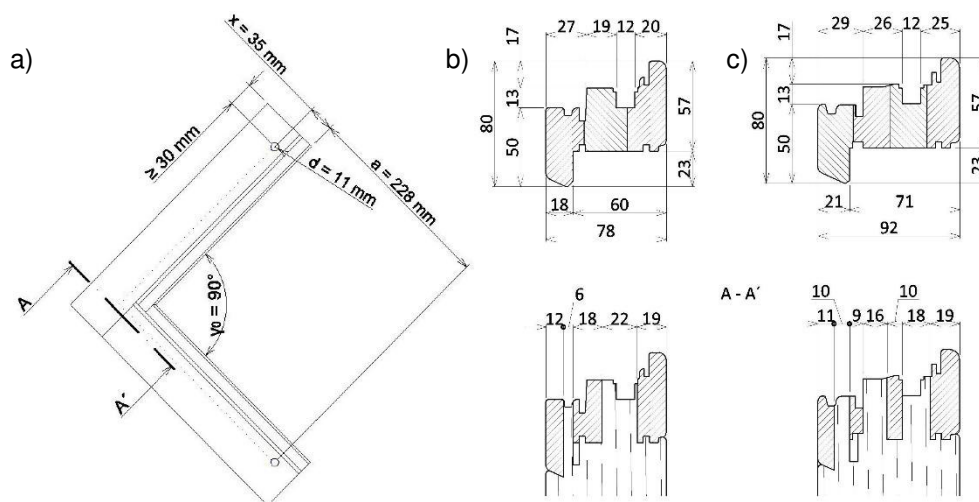 a)
x = 35 mm
≥ 30 mm
d = 11 mm
a = 228 mm
γ₀ = 90°
A
A´
b)
27 19 12 20
17
13
80
50
57
23
18 60
78
c)
29 26 12 25
17
13
80
50
57
23
21 71
92
6
12 18 22 19
A - A´
10 10
11 9 16 18 19